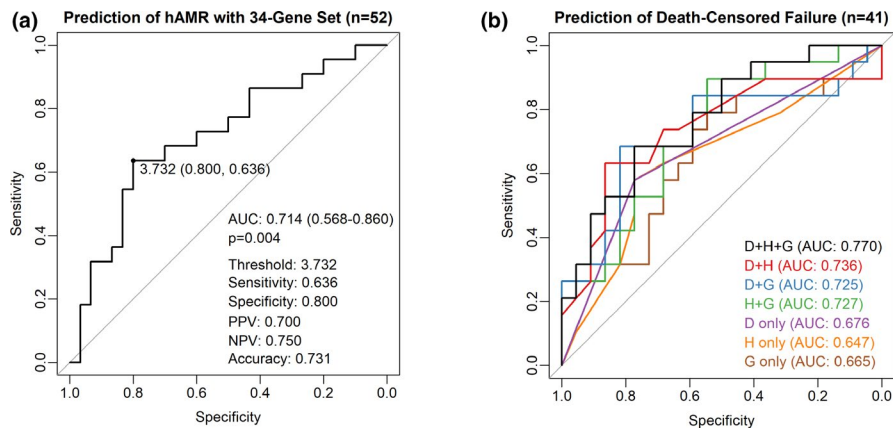 (a) Prediction of hAMR with 34-Gene Set (n=52)
1.0
0.8
0.6
0.4
0.2
0.0
Sensitivity
3.732 (0.800, 0.636)
AUC: 0.714 (0.568-0.860)
p=0.004
Threshold: 3.732
Sensitivity: 0.636
Specificity: 0.800
PPV: 0.700
NPV: 0.750
Accuracy: 0.731
1.0 0.8 0.6 0.4 0.2 0.0
Specificity
(b) Prediction of Death-Censored Failure (n=41)
1.0
0.8
0.6
0.4
0.2
0.0
Sensitivity
D+H+G (AUC: 0.770)
D+H (AUC: 0.736)
D+G (AUC: 0.725)
H+G (AUC: 0.727)
D only (AUC: 0.676
H only (AUC: 0.647)
G only (AUC: 0.665)
1.0 0.8 0.6 0.4 0.2 0.0
Specificity